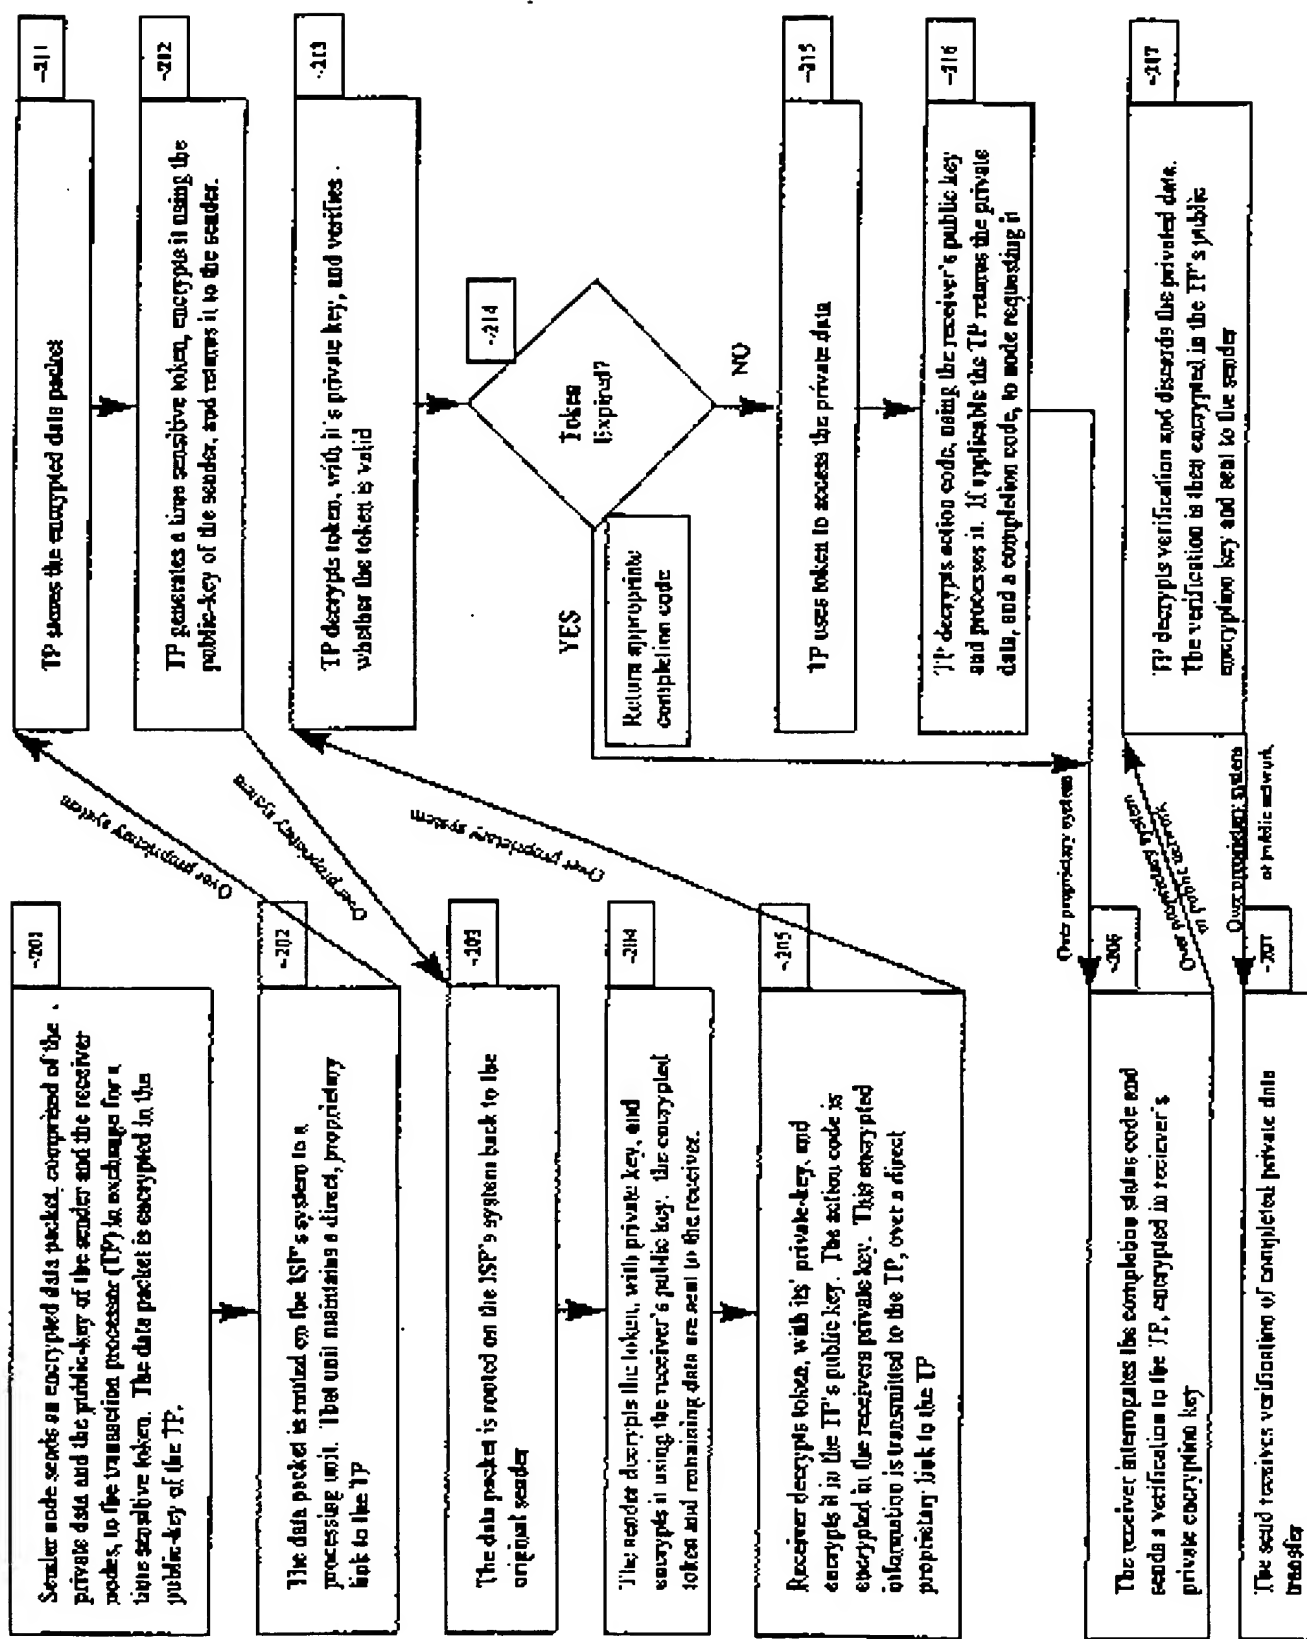 ~201
Sender node sends an encrypted data packet, comprised of the
private data and the public-key of the sender and the receiver
nodes, to the transaction processor (TP) in exchange for a
time sensitive token. The data packet is encrypted in the
public-key of the TP.
~202
The data packet is routed on the ISP's system to a
processing unit. That unit maintains a direct, proprietary
link to the TP
~203
The data packet is rooted on the ISP's system back to the
original sender
~204
The sender decrypts the token, with private key, and
encrypts it using the receiver's public key. the encrypted
token and remaining data are sent to the receiver.
~205
Receiver decrypts token, with its' private-key, and
encrypts it in the TP's public key. The action code is
encrypted in the receivers private key. This encrypted
information is transmitted to the TP, over a direct
proprietary link to the TP
~206
The receiver interrogates the completion status code and
sends a verification to the TP, encrypted in reciever's
private encryption key
~207
The send receives verification of completed private data
transfer
Over proprietary system
Over proprietary system
Over proprietary system
Over proprietary system
Over proprietary system
or public network
Over proprietary system
or public network
~211
TP stores the encrypted data packet
~212
TP generates a time sensitive token, encrypts it using the
public-key of the sender, and returns it to the sender.
~213
TP decrypts token, with it's private key, and verifies
whether the token is valid
~214
Token
Expired?
YES
NO
Return appropriate
completion code
~215
TP uses token to access the private data
~216
TP decrypts action code, using the receiver's public key
and processes it. If applicable the TP returns the private
data, and a completion code, to node requesting it
~217
TP decrypts verification and discards the privated data.
The verification is then encrypted in the TP's public
encryption key and sent to the sender